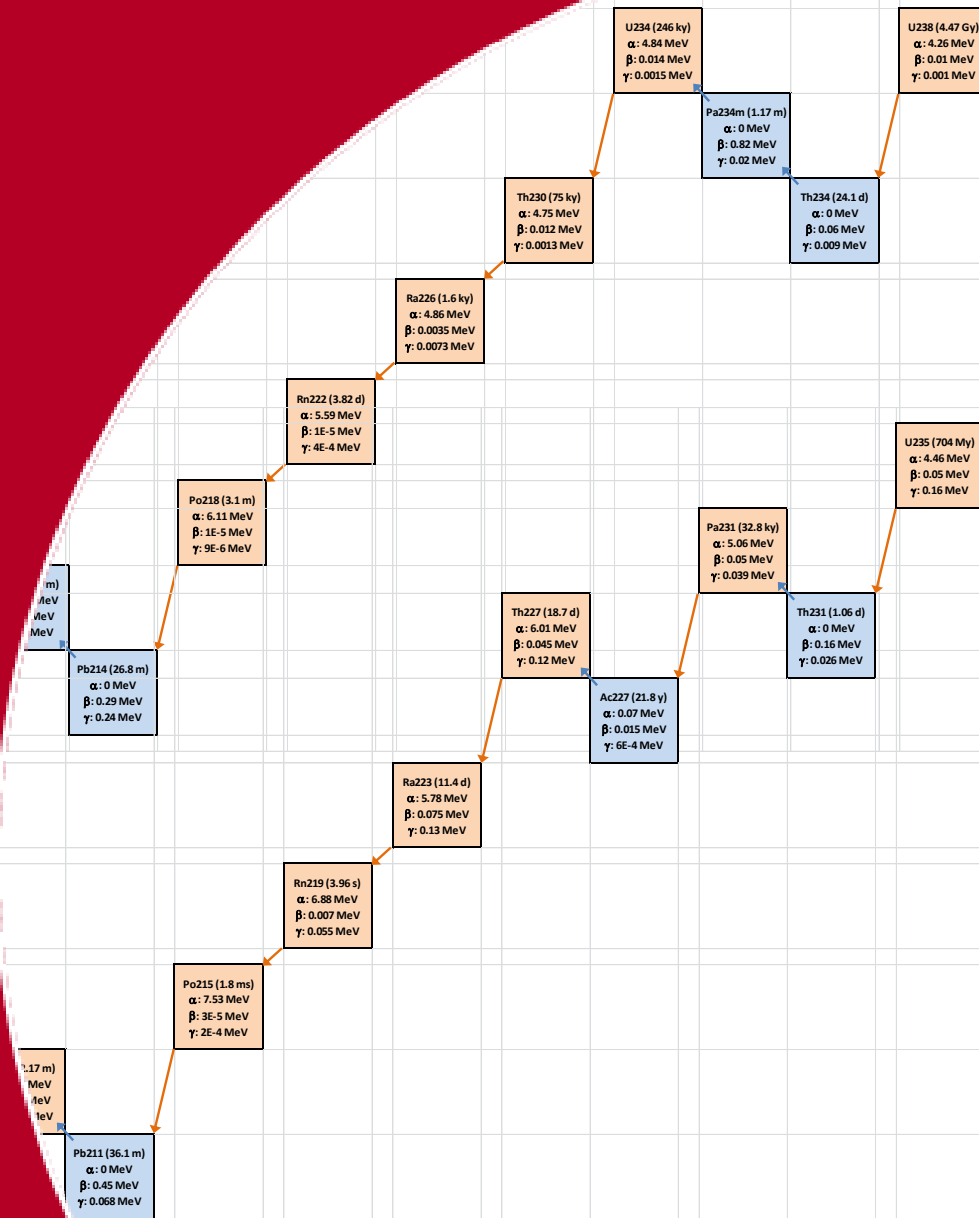 U234 (246 ky)
α: 4.84 MeV
β: 0.014 MeV
γ: 0.0015 MeV
U238 (4.47 Gy)
α: 4.26 MeV
β: 0.01 MeV
γ: 0.001 MeV
Pa234m (1.17 m)
α: 0 MeV
β: 0.82 MeV
γ: 0.02 MeV
Th230 (75 ky)
α: 4.75 MeV
β: 0.012 MeV
γ: 0.0013 MeV
Th234 (24.1 d)
α: 0 MeV
β: 0.06 MeV
γ: 0.009 MeV
Ra226 (1.6 ky)
α: 4.86 MeV
β: 0.0035 MeV
γ: 0.0073 MeV
Rn222 (3.82 d)
α: 5.59 MeV
β: 1E-5 MeV
γ: 4E-4 MeV
U235 (704 My)
α: 4.46 MeV
β: 0.05 MeV
γ: 0.16 MeV
Po218 (3.1 m)
α: 6.11 MeV
β: 1E-5 MeV
γ: 9E-6 MeV
Pa231 (32.8 ky)
α: 5.06 MeV
β: 0.05 MeV
γ: 0.039 MeV
m)
MeV
MeV
MeV
Th227 (18.7 d)
α: 6.01 MeV
β: 0.045 MeV
γ: 0.12 MeV
Th231 (1.06 d)
α: 0 MeV
β: 0.16 MeV
γ: 0.026 MeV
Pb214 (26.8 m)
α: 0 MeV
β: 0.29 MeV
γ: 0.24 MeV
Ac227 (21.8 y)
α: 0.07 MeV
β: 0.015 MeV
γ: 6E-4 MeV
Ra223 (11.4 d)
α: 5.78 MeV
β: 0.075 MeV
γ: 0.13 MeV
Rn219 (3.96 s)
α: 6.88 MeV
β: 0.007 MeV
γ: 0.055 MeV
Po215 (1.8 ms)
α: 7.53 MeV
β: 3E-5 MeV
γ: 2E-4 MeV
.17 m)
MeV
MeV
MeV
Pb211 (36.1 m)
α: 0 MeV
β: 0.45 MeV
γ: 0.068 MeV